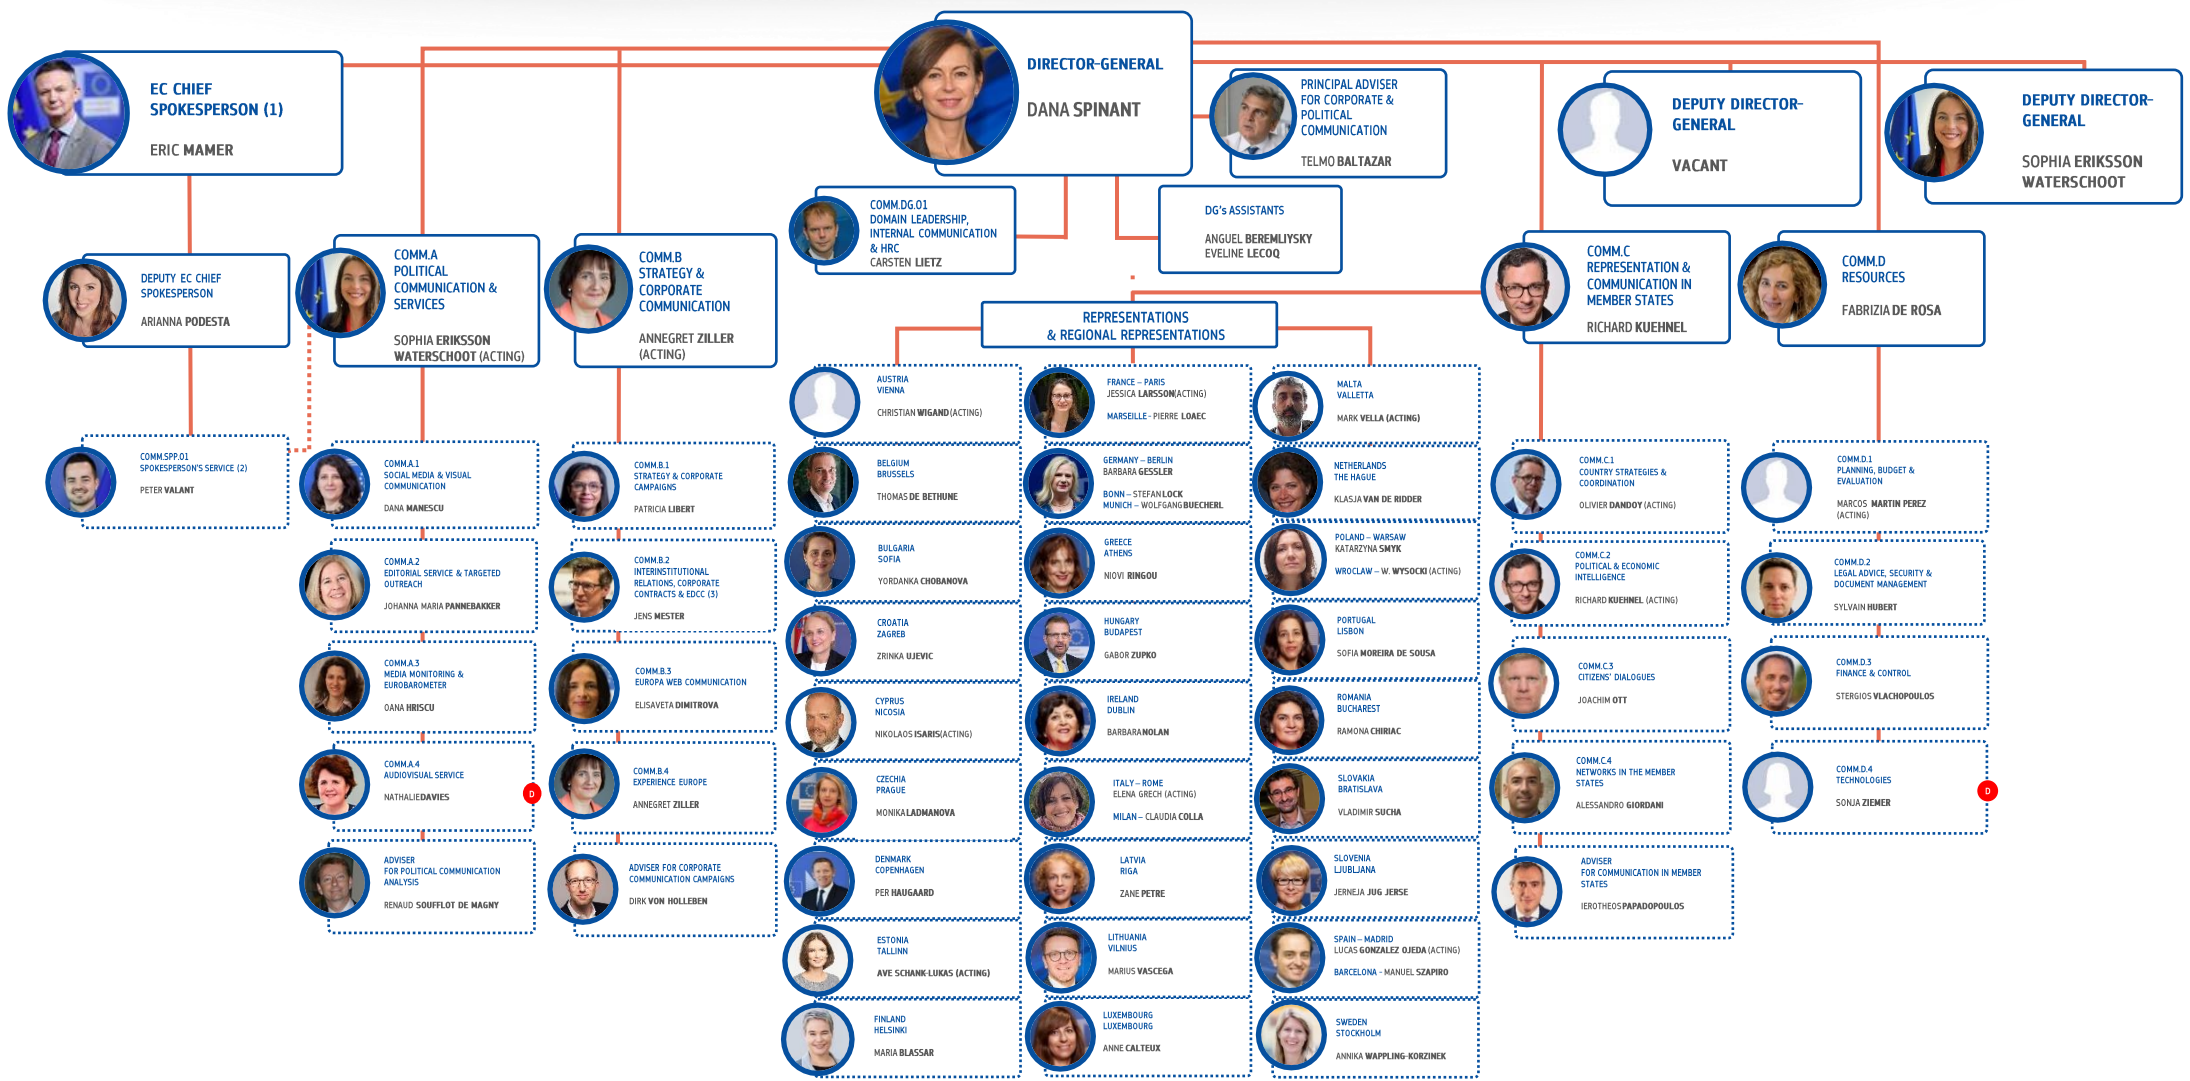 DIRECTOR-GENERAL
DANA SPINANT
EC CHIEF
SPOKESPERSON (1)
ERIC MAMER
PRINCIPAL ADVISER
FOR CORPORATE &
POLITICAL
COMMUNICATION
TELMO BALTAZAR
DEPUTY DIRECTOR-
GENERAL
VACANT
DEPUTY DIRECTOR-
GENERAL
SOPHIA ERIKSSON
WATERSCHOOT
COMM.DG.01
DOMAIN LEADERSHIP,
INTERNAL COMMUNICATION
& HRC
CARSTEN LIETZ
DG's ASSISTANTS
ANGUEL BEREMLIYSKY
EVELINE LECOQ
DEPUTY EC CHIEF
SPOKESPERSON
ARIANNA PODESTA
COMM.SPP.01
SPOKESPERSON'S SERVICE (2)
PETER VALANT
COMM.A
POLITICAL
COMMUNICATION &
SERVICES
SOPHIA ERIKSSON
WATERSCHOOT (ACTING)
COMM.A.1
SOCIAL MEDIA & VISUAL
COMMUNICATION
DANA MANESCU
COMM.A.2
EDITORIAL SERVICE & TARGETED
OUTREACH
JOHANNA MARIA PANNEBAKKER
COMM.A.3
MEDIA MONITORING &
EUROBAROMETER
OANA HRISCU
COMM.A.4
AUDIOVISUAL SERVICE
NATHALIE DAVIES
D
ADVISER
FOR POLITICAL COMMUNICATION
ANALYSIS
RENAUD SOUFFLOT DE MAGNY
COMM.B
STRATEGY &
CORPORATE
COMMUNICATION
ANNEGRET ZILLER
(ACTING)
COMM.B.1
STRATEGY & CORPORATE
CAMPAIGNS
PATRICIA LIBERT
COMM.B.2
INTERINSTITUTIONAL
RELATIONS, CORPORATE
CONTRACTS & EDCC (3)
JENS MESTER
COMM.B.3
EUROPA WEB COMMUNICATION
ELISAVETA DIMITROVA
COMM.B.4
EXPERIENCE EUROPE
ANNEGRET ZILLER
ADVISER FOR CORPORATE
COMMUNICATION CAMPAIGNS
DIRK VON HOLLEBEN
REPRESENTATIONS
& REGIONAL REPRESENTATIONS
AUSTRIA
VIENNA
CHRISTIAN WIGAND (ACTING)
BELGIUM
BRUSSELS
THOMAS DE BETHUNE
BULGARIA
SOFIA
YORDANKA CHOBANOVA
CROATIA
ZAGREB
ZRINKA UJEVIC
CYPRUS
NICOSIA
NIKOLAOS ISARIS(ACTING)
CZECHIA
PRAGUE
MONIKA LADMANOVA
DENMARK
COPENHAGEN
PER HAUGAARD
ESTONIA
TALLINN
AVE SCHANK-LUKAS (ACTING)
FINLAND
HELSINKI
MARIA BLASSAR
FRANCE – PARIS
JESSICA LARSSON(ACTING)
MARSEILLE - PIERRE LOAEC
GERMANY – BERLIN
BARBARA GESSLER
BONN – STEFAN LOCK
MUNICH – WOLFGANG BUECHERL
GREECE
ATHENS
NIOVI RINGOU
HUNGARY
BUDAPEST
GABOR ZUPKO
IRELAND
DUBLIN
BARBARA NOLAN
ITALY – ROME
ELENA GRECH (ACTING)
MILAN – CLAUDIA COLLA
LATVIA
RIGA
ZANE PETRE
LITHUANIA
VILNIUS
MARIUS VASCEGA
LUXEMBOURG
LUXEMBOURG
ANNE CALTEUX
MALTA
VALLETTA
MARK VELLA (ACTING)
NETHERLANDS
THE HAGUE
KLASJA VAN DE RIDDER
POLAND – WARSAW
KATARZYNA SMYK
WROCLAW – W. WYSOCKI (ACTING)
PORTUGAL
LISBON
SOFIA MOREIRA DE SOUSA
ROMANIA
BUCHAREST
RAMONA CHIRIAC
SLOVAKIA
BRATISLAVA
VLADIMIR SUCHA
SLOVENIA
LJUBLJANA
JERNEJA JUG JERSE
SPAIN – MADRID
LUCAS GONZALEZ OJEDA (ACTING)
BARCELONA - MANUEL SZAPIRO
SWEDEN
STOCKHOLM
ANNIKA WAPPLING-KORZINEK
COMM.C
REPRESENTATION &
COMMUNICATION IN
MEMBER STATES
RICHARD KUEHNEL
COMM.C.1
COUNTRY STRATEGIES &
COORDINATION
OLIVIER DANDOY (ACTING)
COMM.C.2
POLITICAL & ECONOMIC
INTELLIGENCE
RICHARD KUEHNEL (ACTING)
COMM.C.3
CITIZENS' DIALOGUES
JOACHIM OTT
COMM.C.4
NETWORKS IN THE MEMBER
STATES
ALESSANDRO GIORDANI
ADVISER
FOR COMMUNICATION IN MEMBER
STATES
IEROTHEOS PAPADOPOULOS
COMM.D
RESOURCES
FABRIZIA DE ROSA
COMM.D.1
PLANNING, BUDGET &
EVALUATION
MARCOS MARTIN PEREZ
(ACTING)
COMM.D.2
LEGAL ADVICE, SECURITY &
DOCUMENT MANAGEMENT
SYLVAIN HUBERT
COMM.D.3
FINANCE & CONTROL
STERGIOS VLACHOPOULOS
COMM.D.4
TECHNOLOGIES
SONJA ZIEMER
D